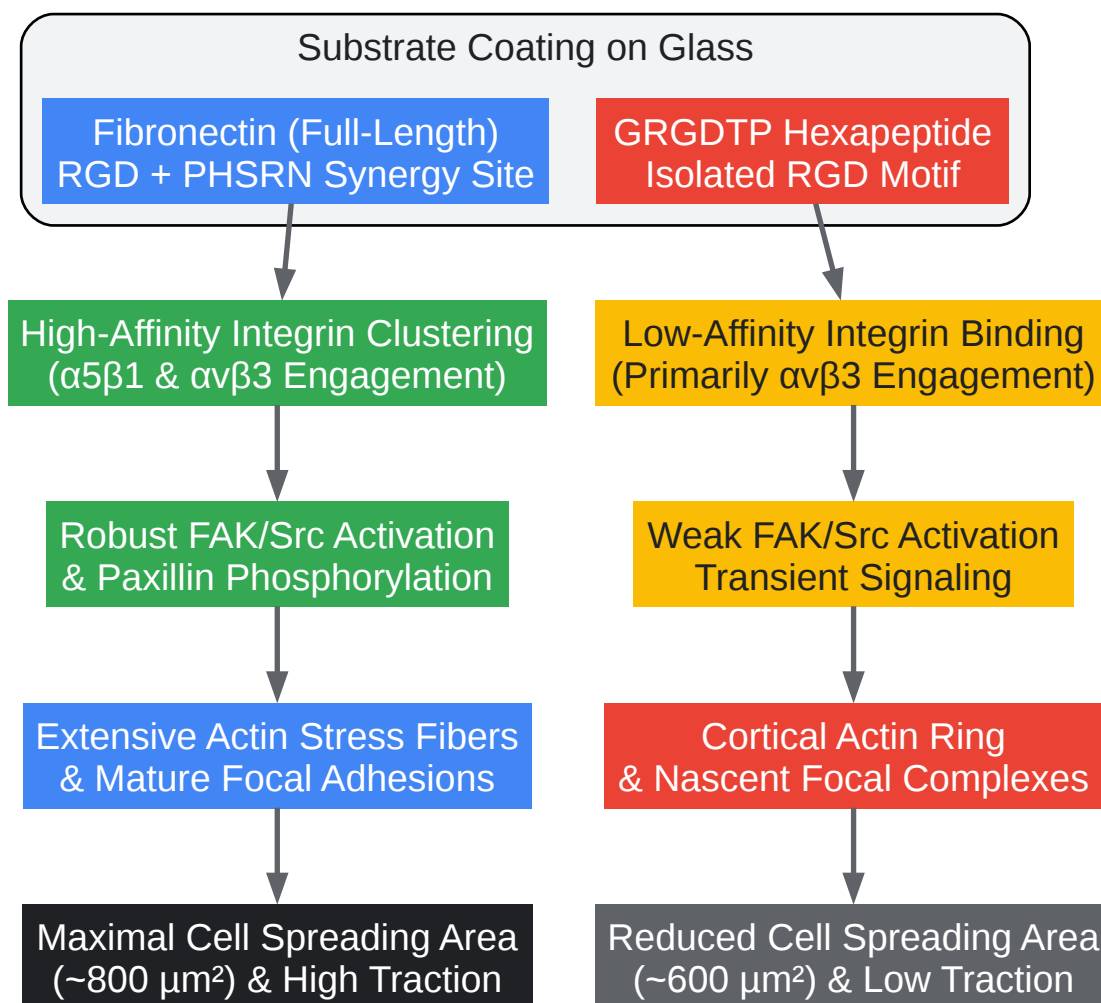 Substrate Coating on Glass
Fibronectin (Full-Length)
RGD + PHSRN Synergy Site
GRGDTP Hexapeptide
Isolated RGD Motif
High-Affinity Integrin Clustering
(α5β1 & αvβ3 Engagement)
Low-Affinity Integrin Binding
(Primarily αvβ3 Engagement)
Robust FAK/Src Activation
& Paxillin Phosphorylation
Weak FAK/Src Activation
Transient Signaling
Extensive Actin Stress Fibers
& Mature Focal Adhesions
Cortical Actin Ring
& Nascent Focal Complexes
Maximal Cell Spreading Area
(~800 µm²) & High Traction
Reduced Cell Spreading Area
(~600 µm²) & Low Traction